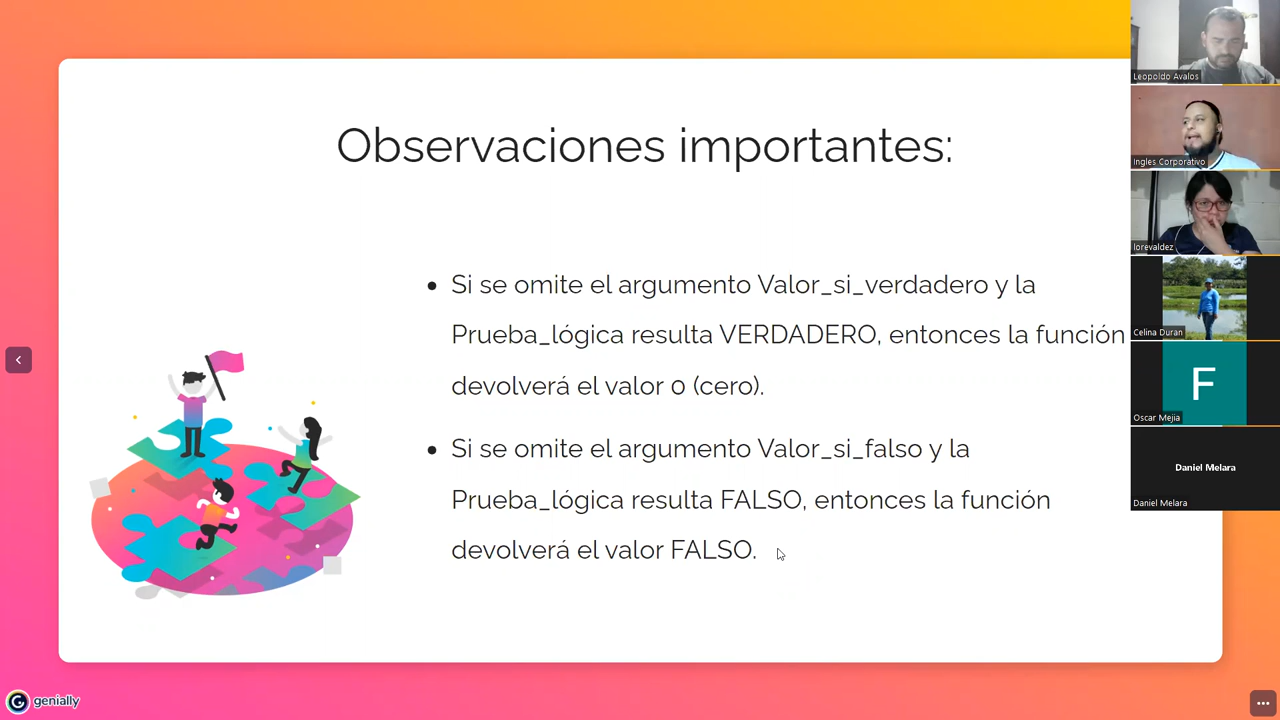 Observaciones importantes:
• Si se omite el argumento Valor_si_verdadero y la
Prueba_lógica resulta VERDADERO, entonces la función
devolverá el valor 0 (cero).
• Si se omite el argumento Valor_si_falso y la
Prueba_lógica resulta FALSO, entonces la función
devolverá el valor FALSO.
Leopoldo Avalos
Ingles Corporativo
lorevaldez
Celina Duran
F
Oscar Mejia
Daniel Melara
Daniel Melara
genially